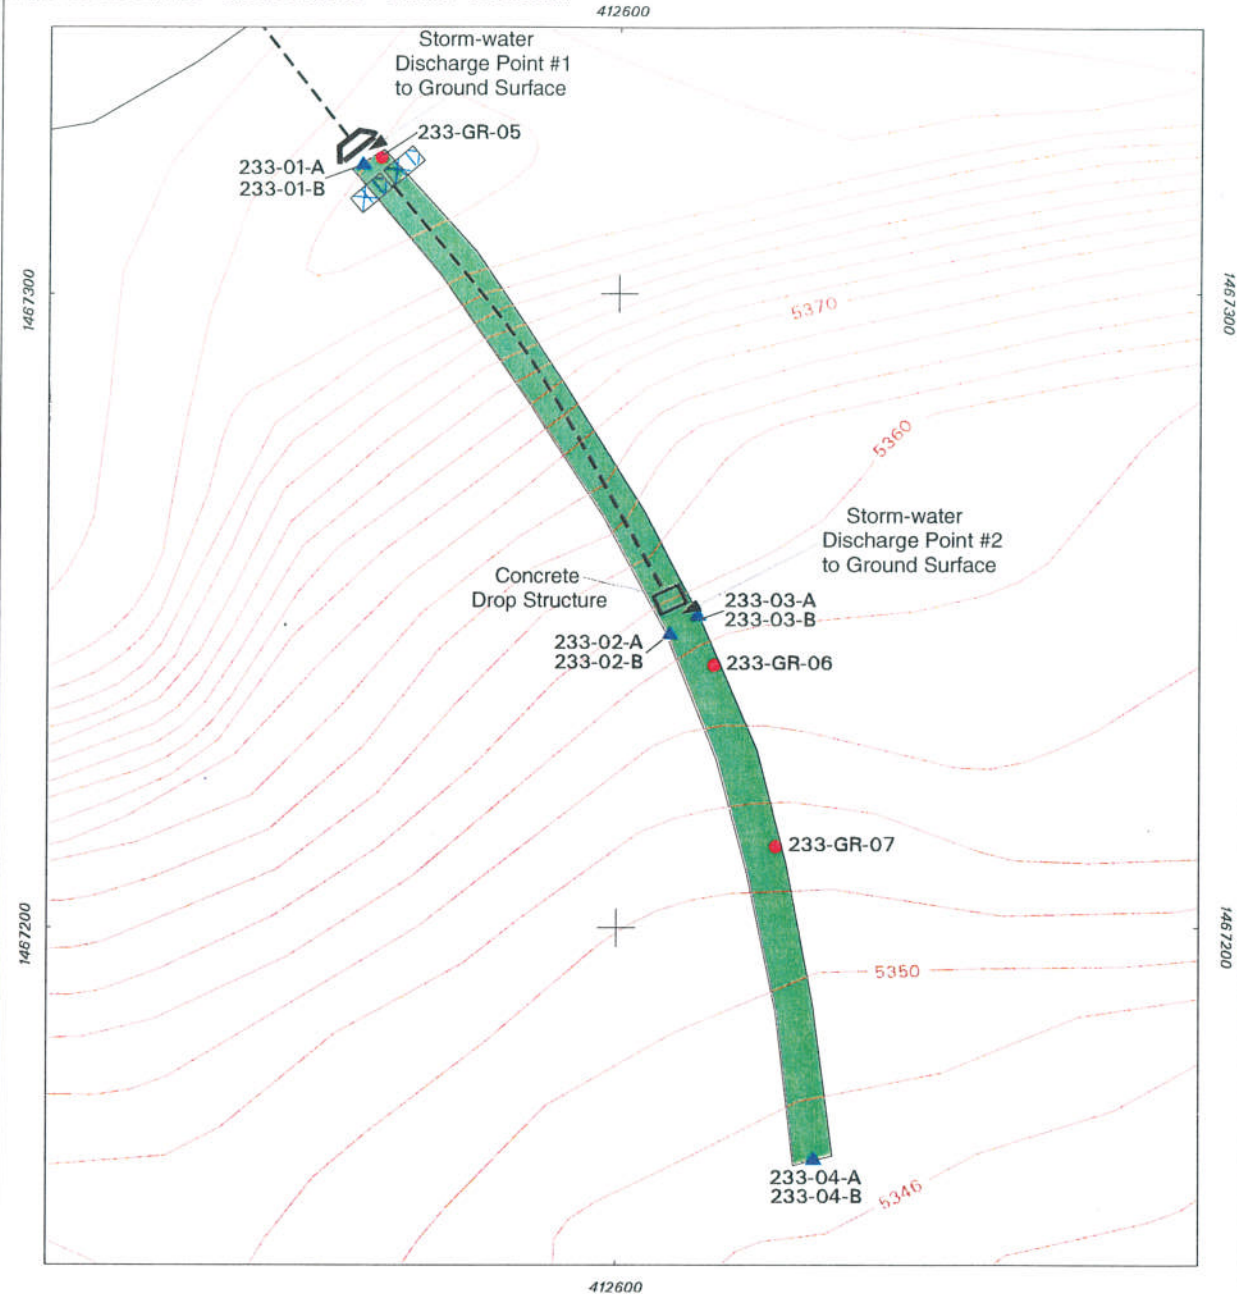 412600
Storm-water
Discharge Point #1
to Ground Surface
233-GR-05
233-01-A
233-01-B
1467300
1467300
5370
5360
Storm-water
Discharge Point #2
to Ground Surface
Concrete
Drop Structure
233-03-A
233-03-B
233-02-A
233-02-B
233-GR-06
233-GR-07
1467200
1467200
5350
233-04-A
233-04-B
5346
412600